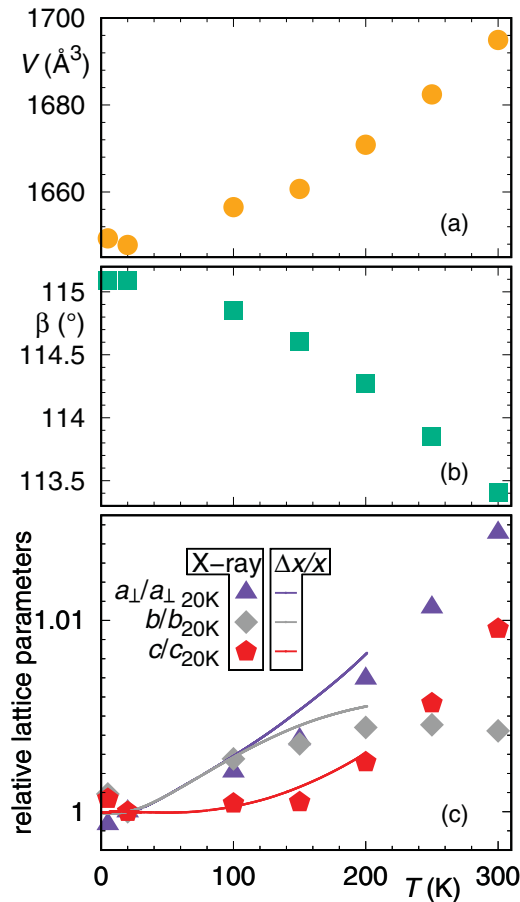 1700
V (Å³)
1680
1660
(a)
115
β (°)
114.5
114
113.5
(b)
relative lattice parameters
X−ray Δx/x
a⊥/a⊥ 20K
b/b20K
c/c20K
1.01
1
(c)
0 100 200 300
T (K)